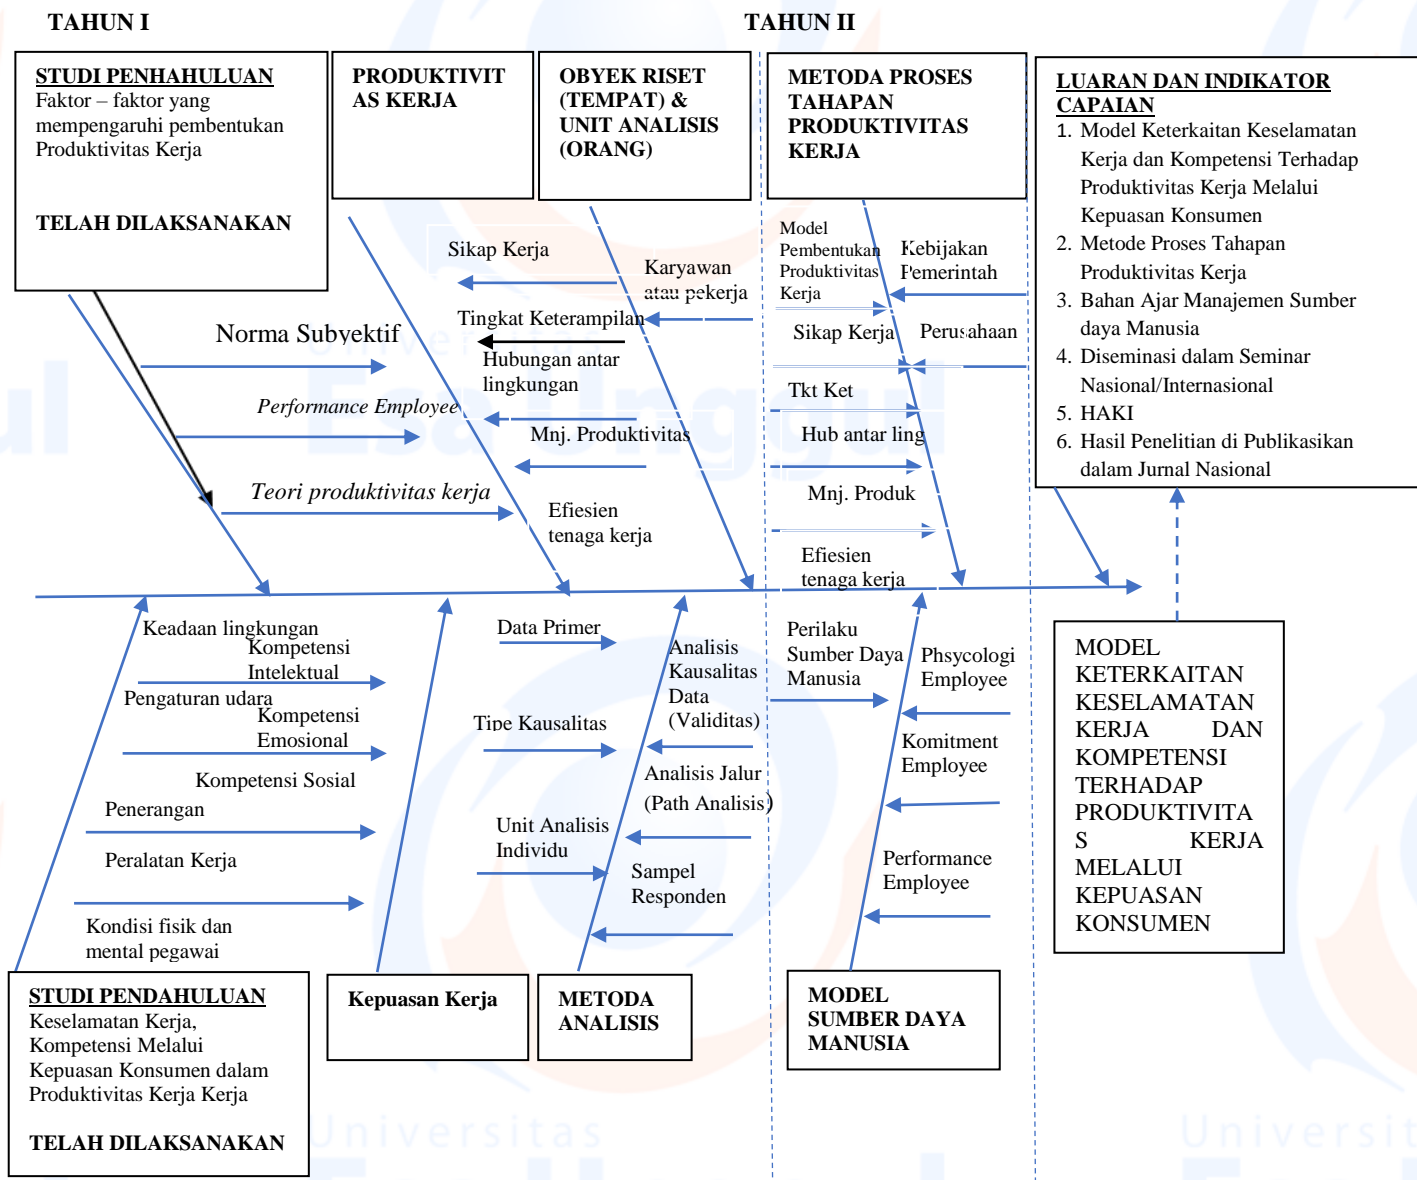 TAHUN I
TAHUN II
STUDI PENHAHULUAN
Faktor – faktor yang
mempengaruhi pembentukan
Produktivitas Kerja
TELAH DILAKSANAKAN
PRODUKTIVIT
AS KERJA
OBYEK RISET
(TEMPAT) &
UNIT ANALISIS
(ORANG)
METODA PROSES
TAHAPAN
PRODUKTIVITAS
KERJA
LUARAN DAN INDIKATOR
CAPAIAN
1. Model Keterkaitan Keselamatan
Kerja dan Kompetensi Terhadap
Produktivitas Kerja Melalui
Kepuasan Konsumen
2. Metode Proses Tahapan
Produktivitas Kerja
3. Bahan Ajar Manajemen Sumber
daya Manusia
4. Diseminasi dalam Seminar
Nasional/Internasional
5. HAKI
6. Hasil Penelitian di Publikasikan
dalam Jurnal Nasional
Norma Subyektif
Performance Employee
Teori produktivitas kerja
Sikap Kerja
Tingkat Keterampilan
Hubungan antar
lingkungan
Mnj. Produktivitas
Efiesien
tenaga kerja
Karyawan
atau pekerja
Model
Pembentukan
Produktivitas
Kerja
Sikap Kerja
Tkt Ket
Hub antar ling
Mnj. Produk
Efiesien
tenaga kerja
Kebijakan
Pemerintah
Perusahaan
Keadaan lingkungan
Kompetensi
Intelektual
Pengaturan udara
Kompetensi
Emosional
Kompetensi Sosial
Penerangan
Peralatan Kerja
Kondisi fisik dan
mental pegawai
Data Primer
Tipe Kausalitas
Unit Analisis
Individu
Analisis
Kausalitas
Data
(Validitas)
Analisis Jalur
(Path Analisis)
Sampel
Responden
Perilaku
Sumber Daya
Manusia
Phsycologi
Employee
Komitment
Employee
Performance
Employee
MODEL
KETERKAITAN
KESELAMATAN
KERJA DAN
KOMPETENSI
TERHADAP
PRODUKTIVITA
S KERJA
MELALUI
KEPUASAN
KONSUMEN
STUDI PENDAHULUAN
Keselamatan Kerja,
Kompetensi Melalui
Kepuasan Konsumen dalam
Produktivitas Kerja Kerja
TELAH DILAKSANAKAN
Kepuasan Kerja
METODA
ANALISIS
MODEL
SUMBER DAYA
MANUSIA
Universitas
Esa Unggul
ul
Universitas
Universit